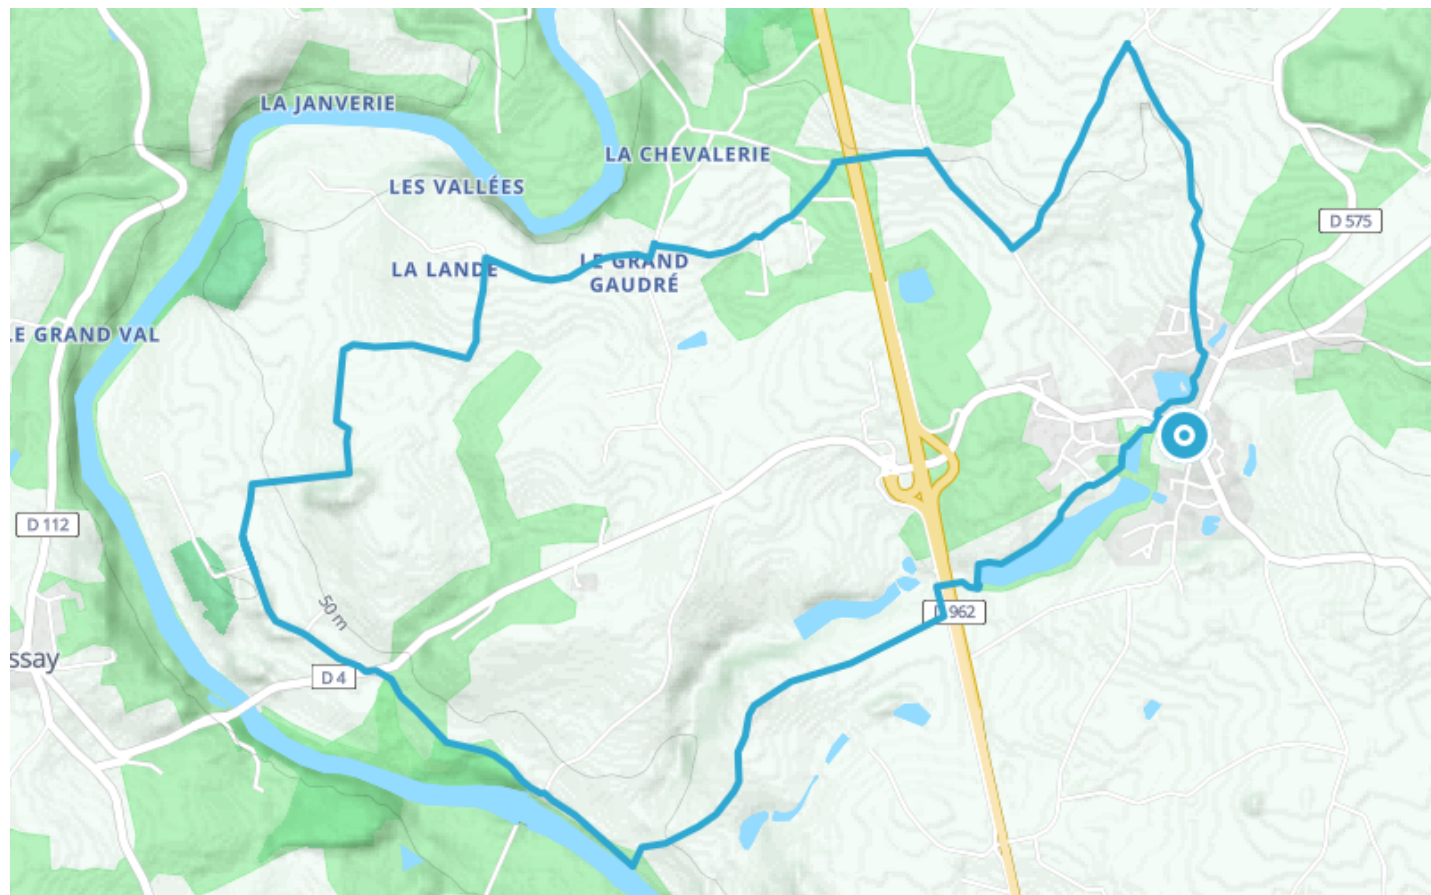 LA JANVERIE
LA CHEVALERIE
LES VALLÉES
D 575
LA LANDE
LE GRAND
GAUDRÉ
E GRAND VAL
D 112
50 m
D 962
ssay
D 4